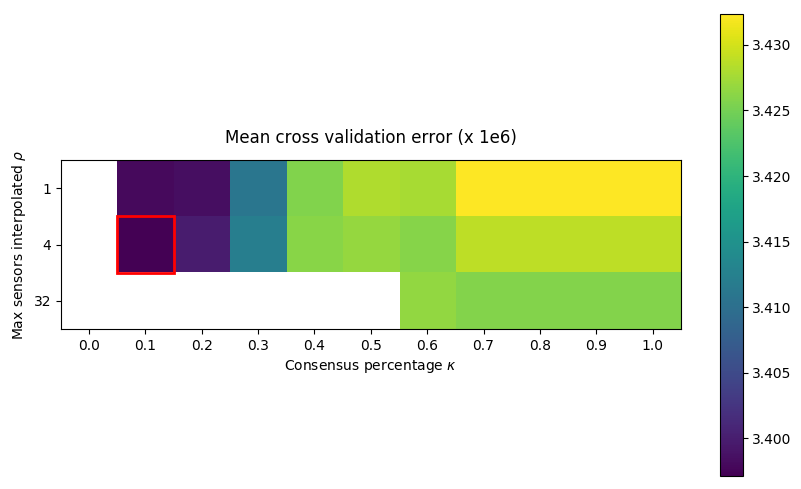 Mean cross validation error (x 1e6)
Max sensors interpolated ρ
1
4
32
0.0 0.1 0.2 0.3 0.4 0.5 0.6 0.7 0.8 0.9 1.0
Consensus percentage κ
3.430
3.425
3.420
3.415
3.410
3.405
3.400